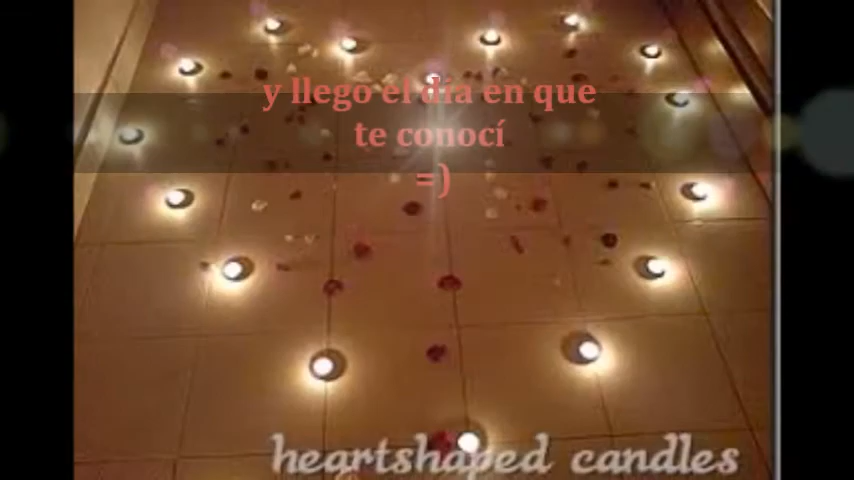 y llego el día en que
te conocí
=)
heartshaped candles